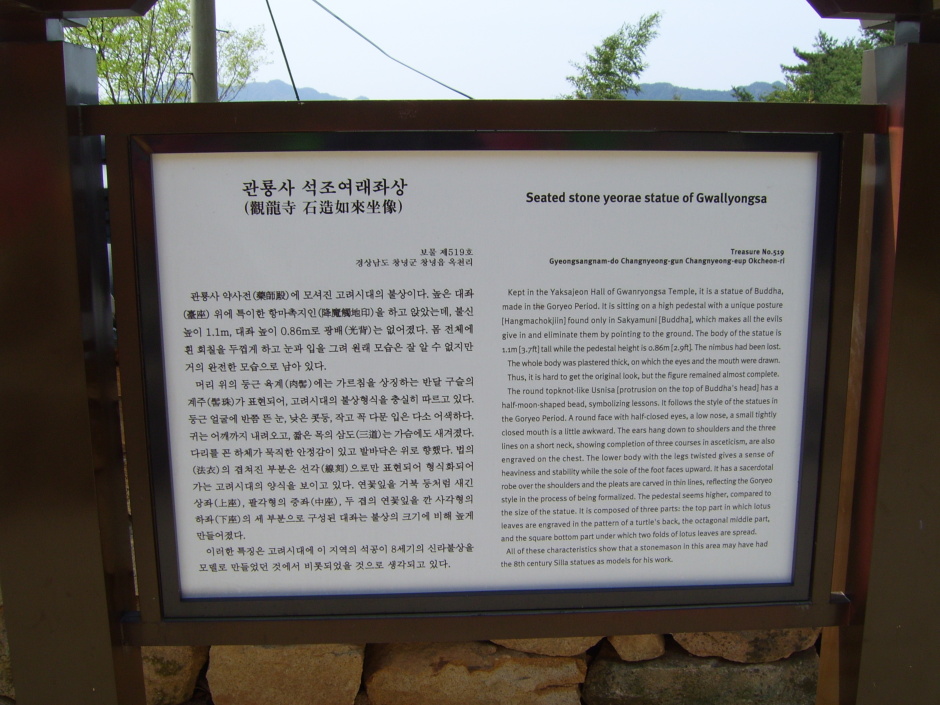 관룡사 석조여래좌상
(觀龍寺 石造如來坐像)
보물 제519호
경상남도 창녕군 창녕읍 옥천리
관룡사 약사전(藥師殿)에 모셔진 고려시대의 불상이다. 높은 대좌
(臺座) 위에 특이한 항마촉지인(降魔觸地印)을 하고 앉았는데, 불신
높이 1.1m, 대좌 높이 0.86m로 광배(光背)는 없어졌다. 몸 전체에
흰 회칠을 두껍게 하고 눈과 입을 그려 원래 모습은 잘 알 수 없지만
거의 완전한 모습으로 남아 있다.
머리 위의 둥근 육계(肉髻)에는 가르침을 상징하는 반달 구슬의
계주(髻珠)가 표현되어, 고려시대의 불상형식을 충실히 따르고 있다.
둥근 얼굴에 반쯤 뜬 눈, 낮은 콧등, 작고 꼭 다문 입은 다소 어색하다.
귀는 어깨까지 내려오고, 짧은 목의 삼도(三道)는 가슴에도 새겨졌다.
다리를 꼰 하체가 묵직한 안정감이 있고 발바닥은 위로 향했다. 법의
(法衣)의 겹쳐진 부분은 선각(線刻)으로만 표현되어 형식화되어
가는 고려시대의 양식을 보이고 있다. 연꽃잎을 거북 등처럼 새긴
상좌(上座), 팔각형의 중좌(中座), 두 겹의 연꽃잎을 깐 사각형의
하좌(下座)의 세 부분으로 구성된 대좌는 불상의 크기에 비해 높게
만들어졌다.
이러한 특징은 고려시대에 이 지역의 석공이 8세기의 신라불상을
모델로 만들었던 것에서 비롯되었을 것으로 생각되고 있다.
Seated stone yeorae statue of Gwallyongsa
Treasure No.519
Gyeongsangnam-do Changnyeong-gun Changnyeong-eup Okcheon-ri
Kept in the Yaksajeon Hall of Gwanryongsa Temple, it is a statue of Buddha,
made in the Goryeo Period. It is sitting on a high pedestal with a unique posture
[Hangmachokjiin] found only in Sakyamuni [Buddha], which makes all the evils
give in and eliminate them by pointing to the ground. The body of the statue is
1.1m [3.7ft] tall while the pedestal height is 0.86m [2.9ft]. The nimbus had been lost.
The whole body was plastered thick, on which the eyes and the mouth were drawn.
Thus, it is hard to get the original look, but the figure remained almost complete.
The round topknot-like Usnisa [protrusion on the top of Buddha's head] has a
half-moon-shaped bead, symbolizing lessons. It follows the style of the statues in
the Goryeo Period. A round face with half-closed eyes, a low nose, a small tightly
closed mouth is a little awkward. The ears hang down to shoulders and the three
lines on a short neck, showing completion of three courses in asceticism, are also
engraved on the chest. The lower body with the legs twisted gives a sense of
heaviness and stability while the sole of the foot faces upward. It has a sacerdotal
robe over the shoulders and the pleats are carved in thin lines, reflecting the Goryeo
style in the process of being formalized. The pedestal seems higher, compared to
the size of the statue. It is composed of three parts: the top part in which lotus
leaves are engraved in the pattern of a turtle's back, the octagonal middle part,
and the square bottom part under which two folds of lotus leaves are spread.
All of these characteristics show that a stonemason in this area may have had
the 8th century Silla statues as models for his work.